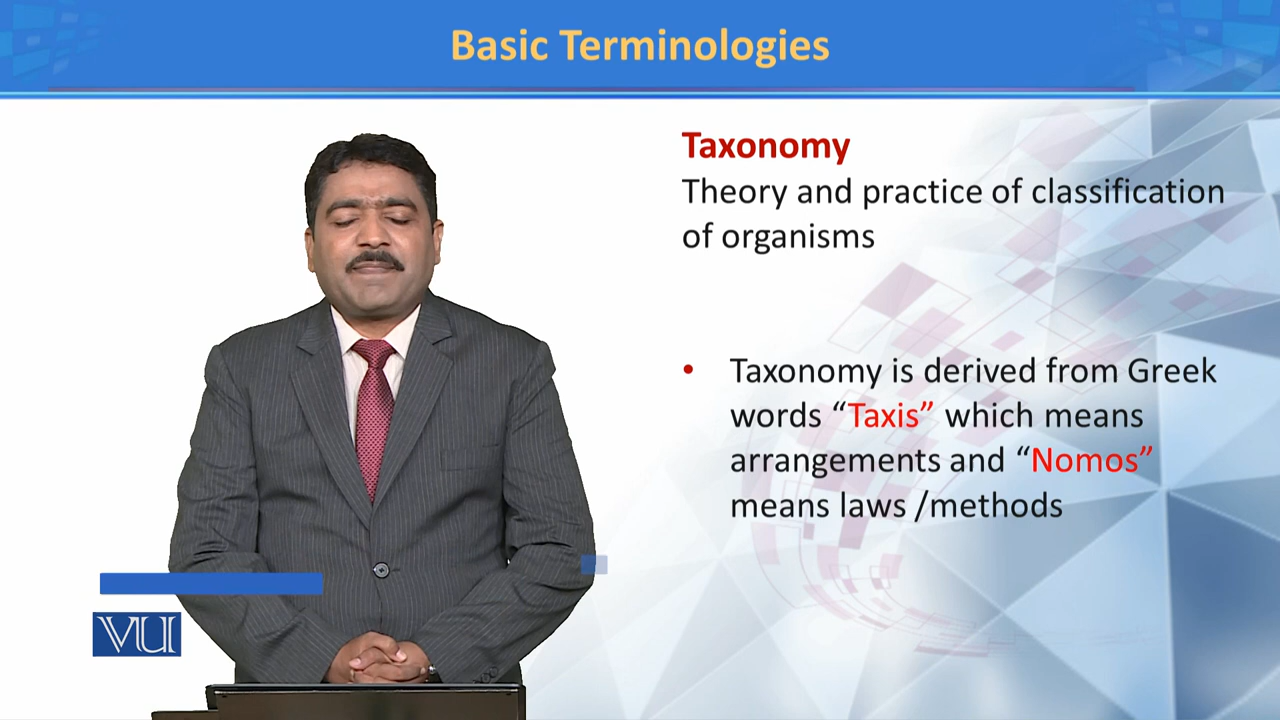 Basic Terminologies
Taxonomy
Theory and practice of classification
of organisms
• Taxonomy is derived from Greek
words “Taxis” which means
arrangements and “Nomos”
means laws /methods
VU